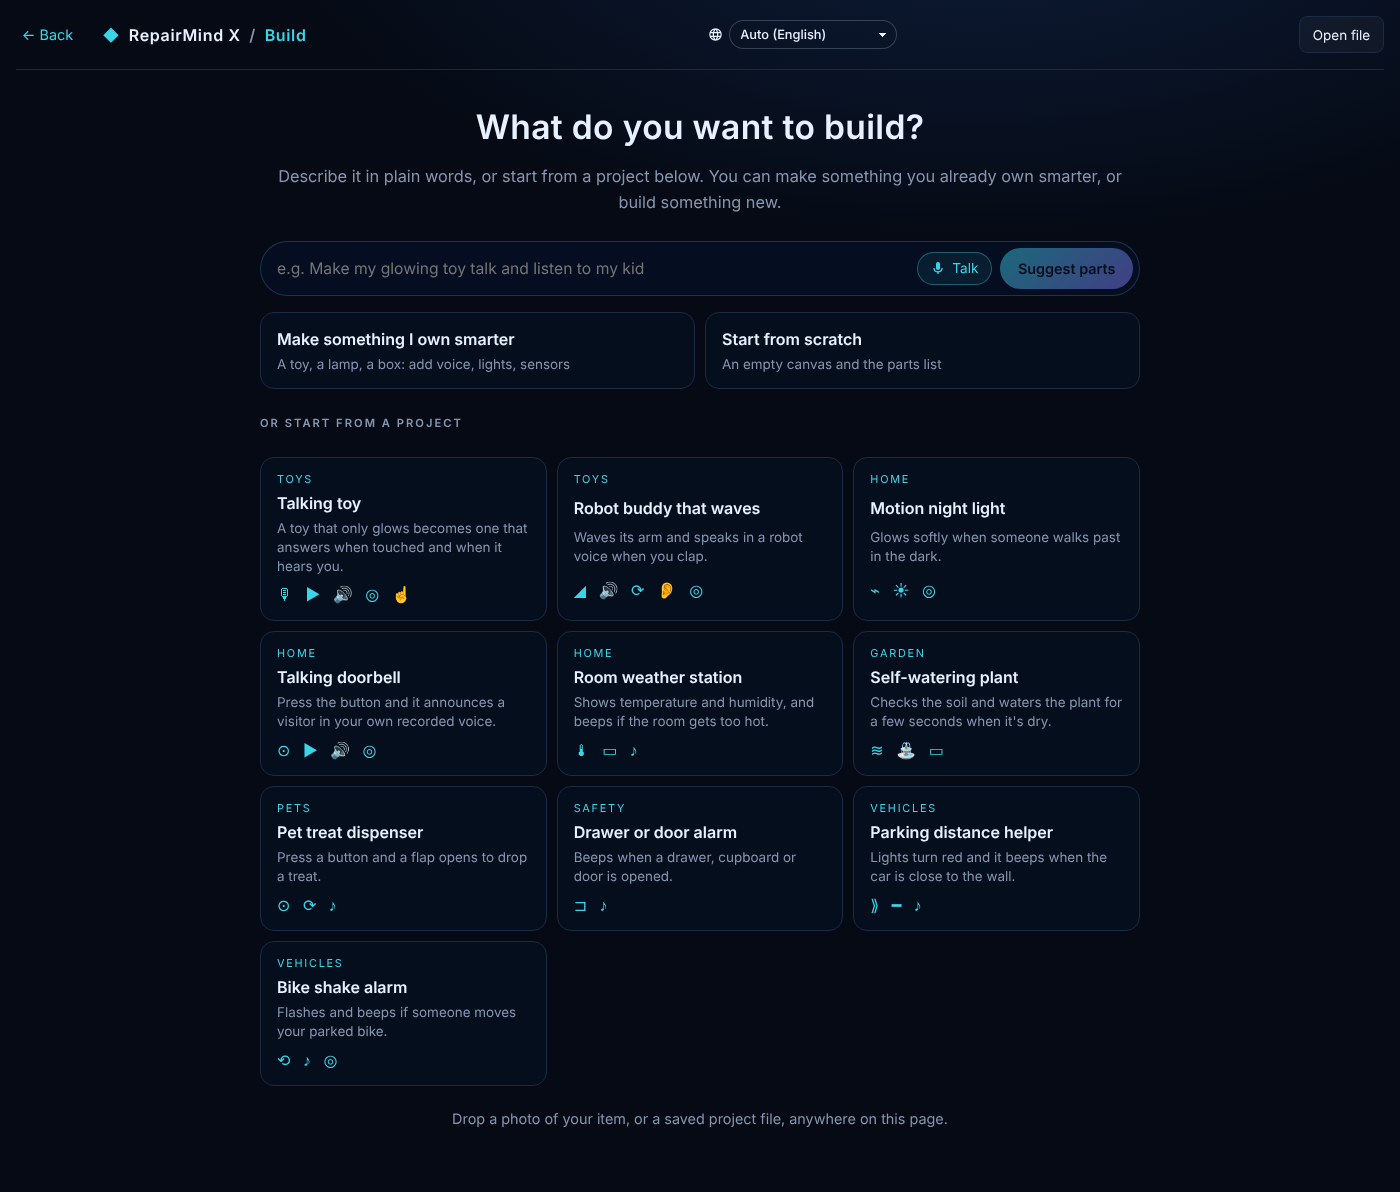 ← Back
RepairMind X / Build
Auto (English)
Open file
What do you want to build?
Describe it in plain words, or start from a project below. You can make something you already own smarter, or
build something new.
e.g. Make my glowing toy talk and listen to my kid
Talk
Suggest parts
Make something I own smarter
A toy, a lamp, a box: add voice, lights, sensors
Start from scratch
An empty canvas and the parts list
OR START FROM A PROJECT
TOYS
Talking toy
A toy that only glows becomes one that
answers when touched and when it
hears you.
TOYS
Robot buddy that waves
Waves its arm and speaks in a robot
voice when you clap.
HOME
Motion night light
Glows softly when someone walks past
in the dark.
HOME
Talking doorbell
Press the button and it announces a
visitor in your own recorded voice.
HOME
Room weather station
Shows temperature and humidity, and
beeps if the room gets too hot.
GARDEN
Self-watering plant
Checks the soil and waters the plant for
a few seconds when it's dry.
PETS
Pet treat dispenser
Press a button and a flap opens to drop
a treat.
SAFETY
Drawer or door alarm
Beeps when a drawer, cupboard or
door is opened.
VEHICLES
Parking distance helper
Lights turn red and it beeps when the
car is close to the wall.
VEHICLES
Bike shake alarm
Flashes and beeps if someone moves
your parked bike.
Drop a photo of your item, or a saved project file, anywhere on this page.